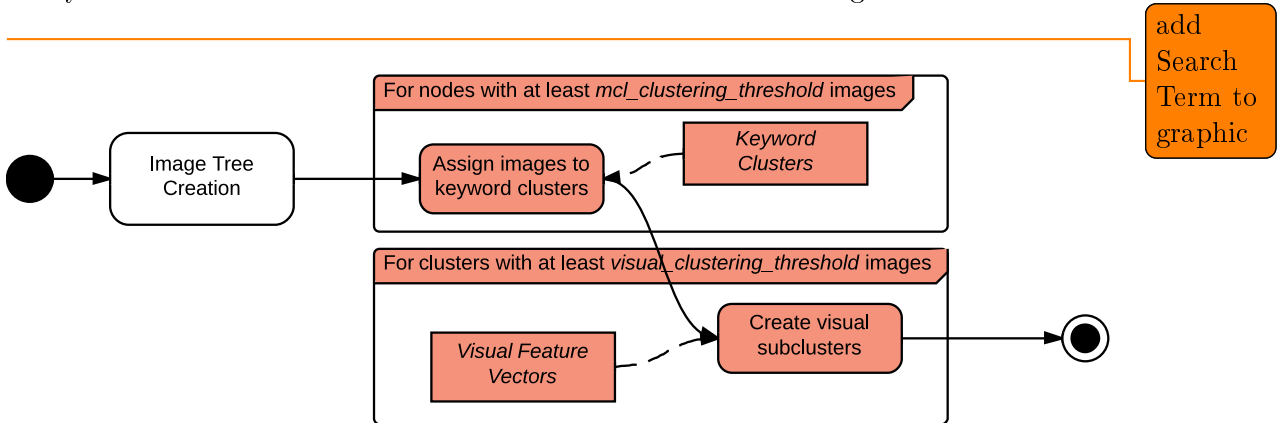 add
Search
Term to
graphic
For nodes with at least mcl_clustering_threshold images
Keyword
Clusters
Image Tree
Creation
Assign images to
keyword clusters
For clusters with at least visual_clustering_threshold images
Create visual
subclusters
Visual Feature
Vectors